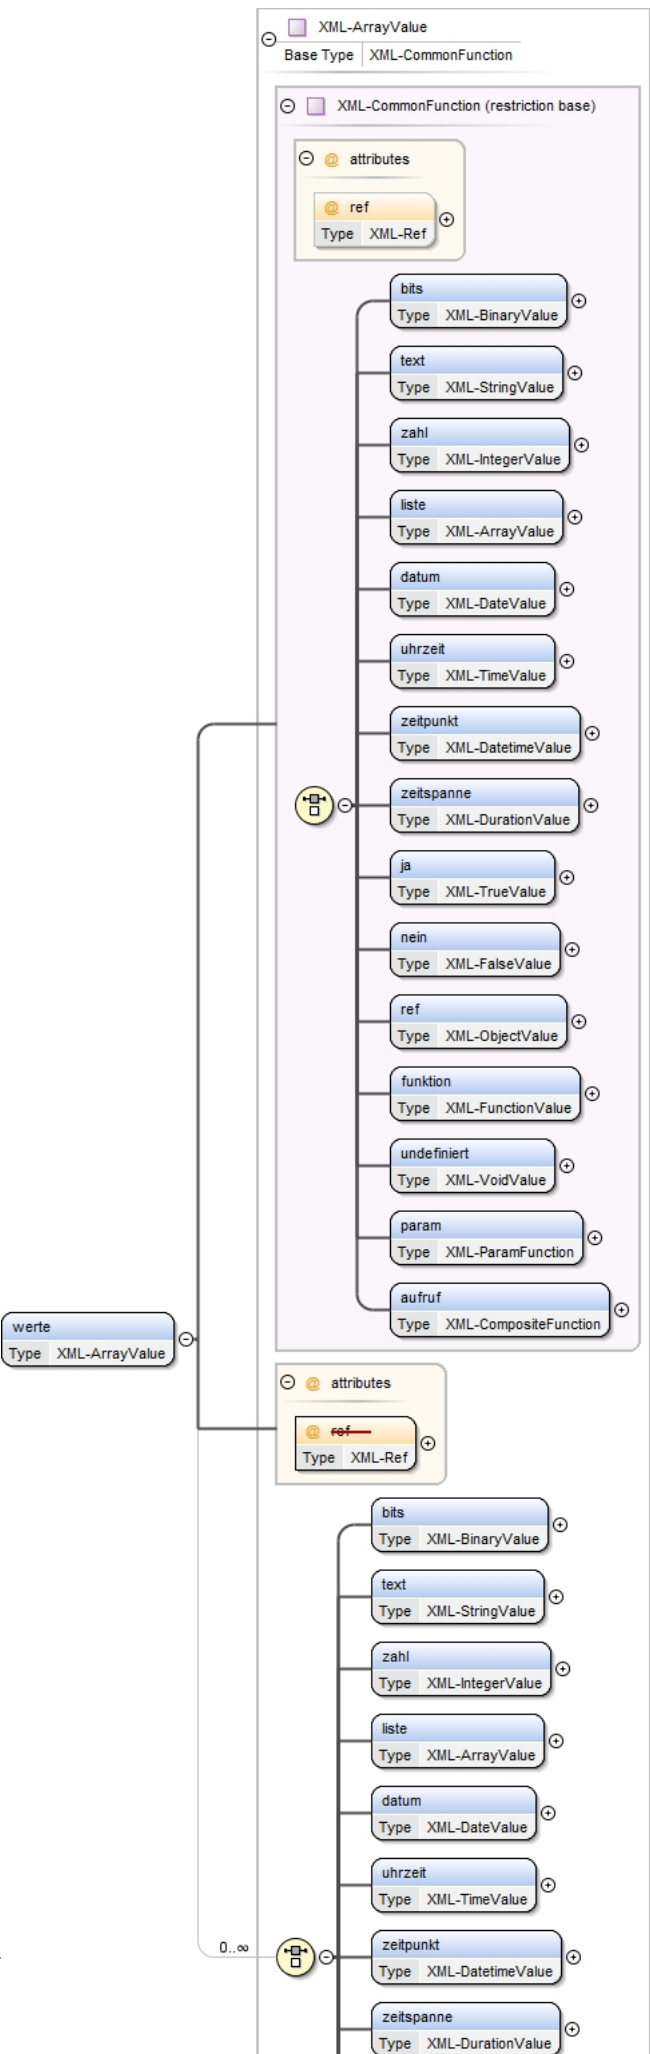 XML-ArrayValue
Base Type XML-CommonFunction
XML-CommonFunction (restriction base)
@ attributes
@ ref
Type XML-Ref
bits
Type XML-BinaryValue
text
Type XML-StringValue
zahl
Type XML-IntegerValue
liste
Type XML-ArrayValue
datum
Type XML-DateValue
uhrzeit
Type XML-TimeValue
zeitpunkt
Type XML-DatetimeValue
zeitspanne
Type XML-DurationValue
ja
Type XML-TrueValue
nein
Type XML-FalseValue
ref
Type XML-ObjectValue
funktion
Type XML-FunctionValue
undefiniert
Type XML-VoidValue
param
Type XML-ParamFunction
aufruf
Type XML-CompositeFunction
werte
Type XML-ArrayValue
@ attributes
@ ref
Type XML-Ref
bits
Type XML-BinaryValue
text
Type XML-StringValue
zahl
Type XML-IntegerValue
liste
Type XML-ArrayValue
datum
Type XML-DateValue
uhrzeit
Type XML-TimeValue
0..∞
zeitpunkt
Type XML-DatetimeValue
zeitspanne
Type XML-DurationValue